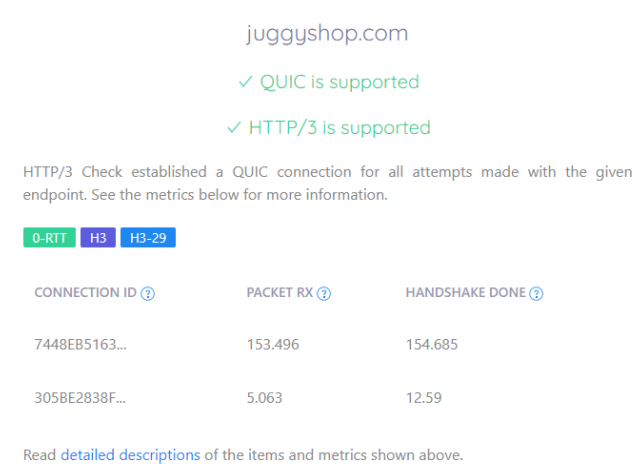 juggyshop.com
✓ QUIC is supported
✓ HTTP/3 is supported
HTTP/3 Check established a QUIC connection for all attempts made with the given
endpoint. See the metrics below for more information.
0-RTT H3 H3-29
CONNECTION ID ? PACKET RX ? HANDSHAKE DONE ?
7448EB5163... 153.496 154.685
305BE2838F... 5.063 12.59
Read detailed descriptions of the items and metrics shown above.